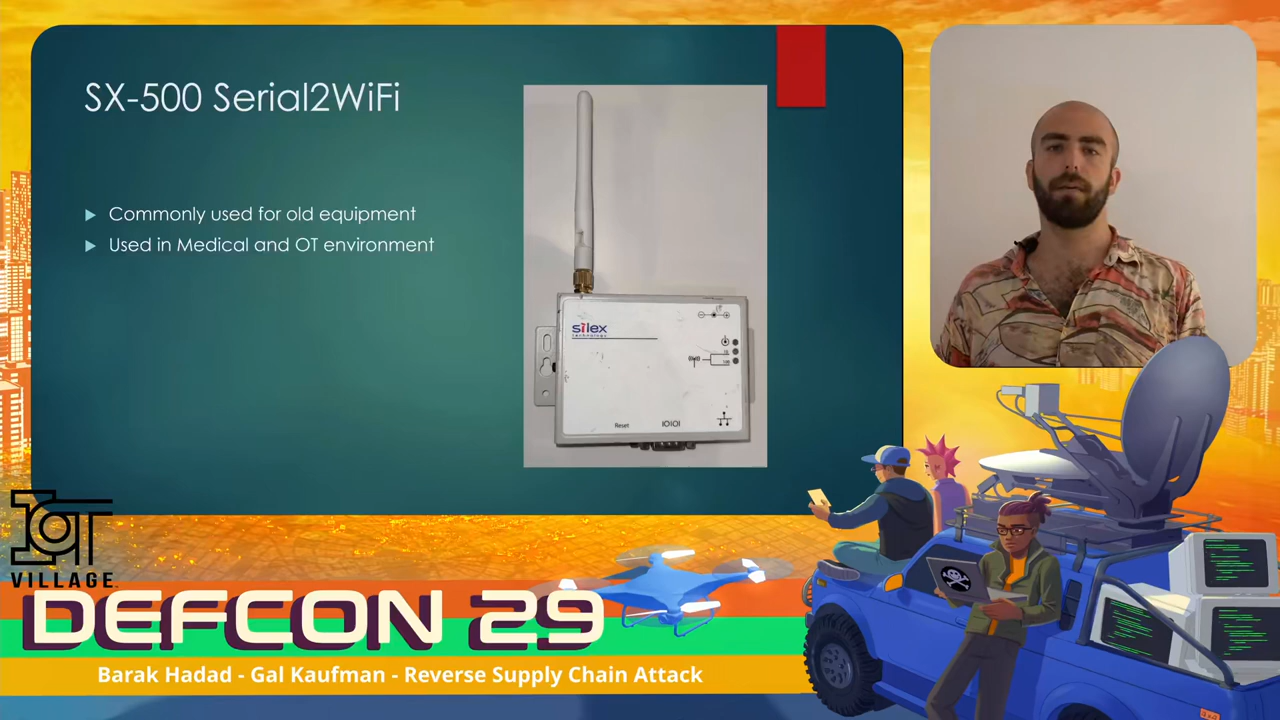 SX-500 Serial2WiFi
Commonly used for old equipment
Used in Medical and OT environment
silex
technology
Reset
IOIOI
IoT
VILLAGE
DEFCON 29
Barak Hadad - Gal Kaufman - Reverse Supply Chain Attack